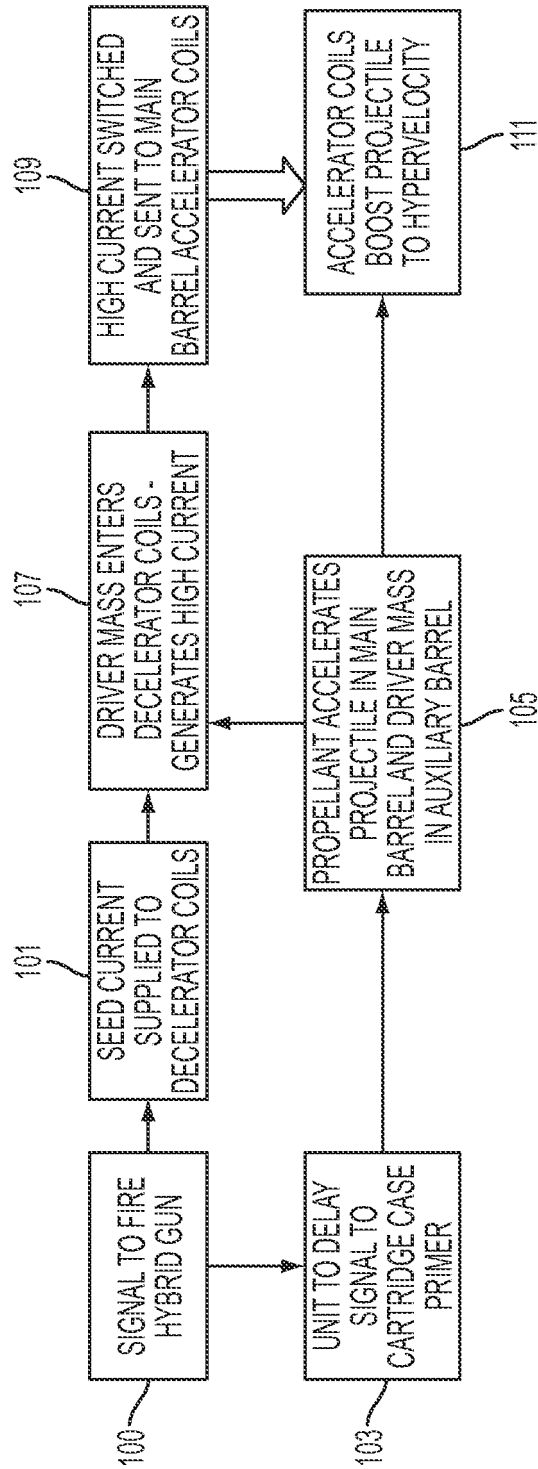 100
SIGNAL TO FIRE
HYBRID GUN
101
SEED CURRENT
SUPPLIED TO
DECELERATOR COILS
107
DRIVER MASS ENTERS
DECELERATOR COILS -
GENERATES HIGH CURRENT
109
HIGH CURRENT SWITCHED
AND SENT TO MAIN
BARREL ACCELERATOR COILS
103
UNIT TO DELAY
SIGNAL TO
CARTRIDGE CASE
PRIMER
105
PROPELLANT ACCELERATES
PROJECTILE IN MAIN
BARREL AND DRIVER MASS
IN AUXILIARY BARREL
111
ACCELERATOR COILS
BOOST PROJECTILE
TO HYPERVELOCITY